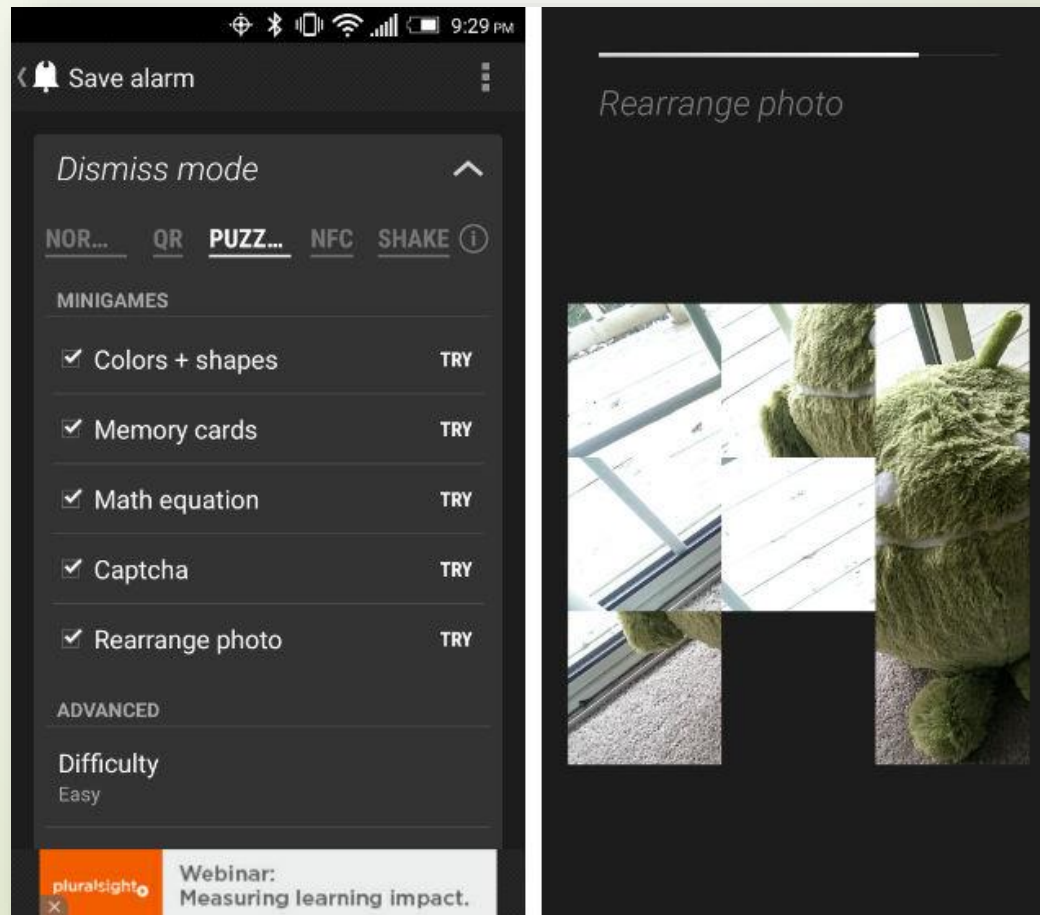 9:29 PM
Save alarm
Dismiss mode
NOR... QR PUZZ... NFC SHAKE
MINIGAMES
Colors + shapes TRY
Memory cards TRY
Math equation TRY
Captcha TRY
Rearrange photo TRY
ADVANCED
Difficulty
Easy
pluralsight
Webinar:
Measuring learning impact.
Rearrange photo